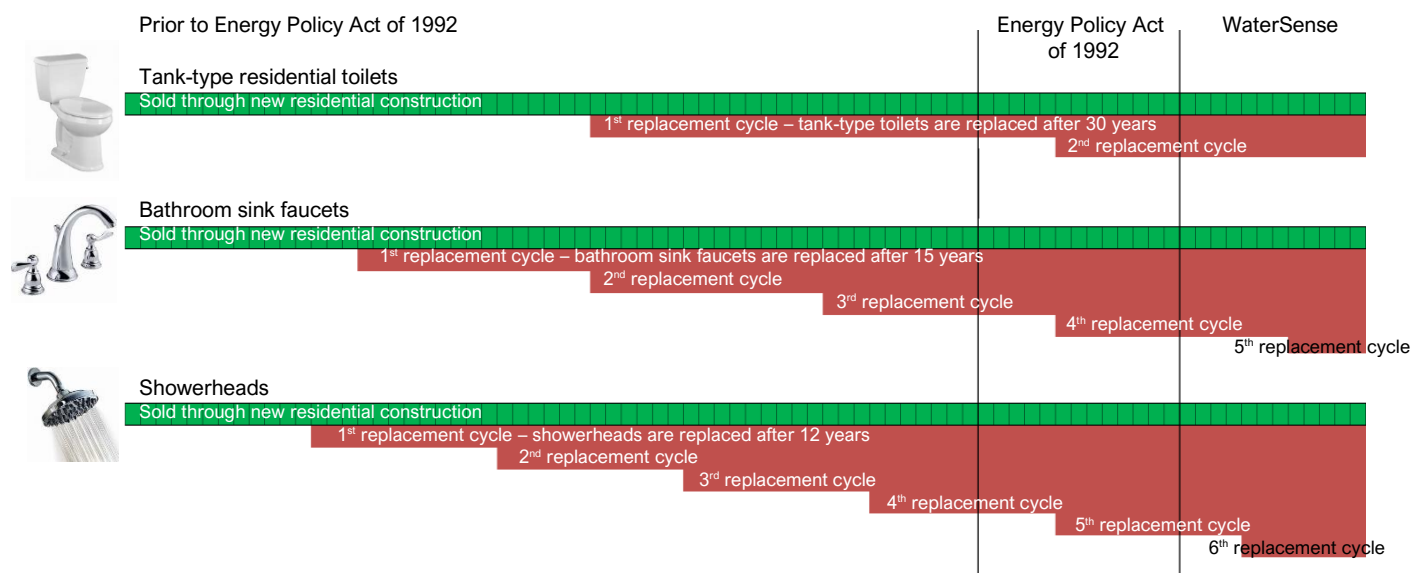 Prior to Energy Policy Act of 1992
Energy Policy Act
of 1992
WaterSense
Tank-type residential toilets
Sold through new residential construction
1st replacement cycle – tank-type toilets are replaced after 30 years
2nd replacement cycle
Bathroom sink faucets
Sold through new residential construction
1st replacement cycle – bathroom sink faucets are replaced after 15 years
2nd replacement cycle
3rd replacement cycle
4th replacement cycle
5th replacement cycle
Showerheads
Sold through new residential construction
1st replacement cycle – showerheads are replaced after 12 years
2nd replacement cycle
3rd replacement cycle
4th replacement cycle
5th replacement cycle
6th replacement cycle